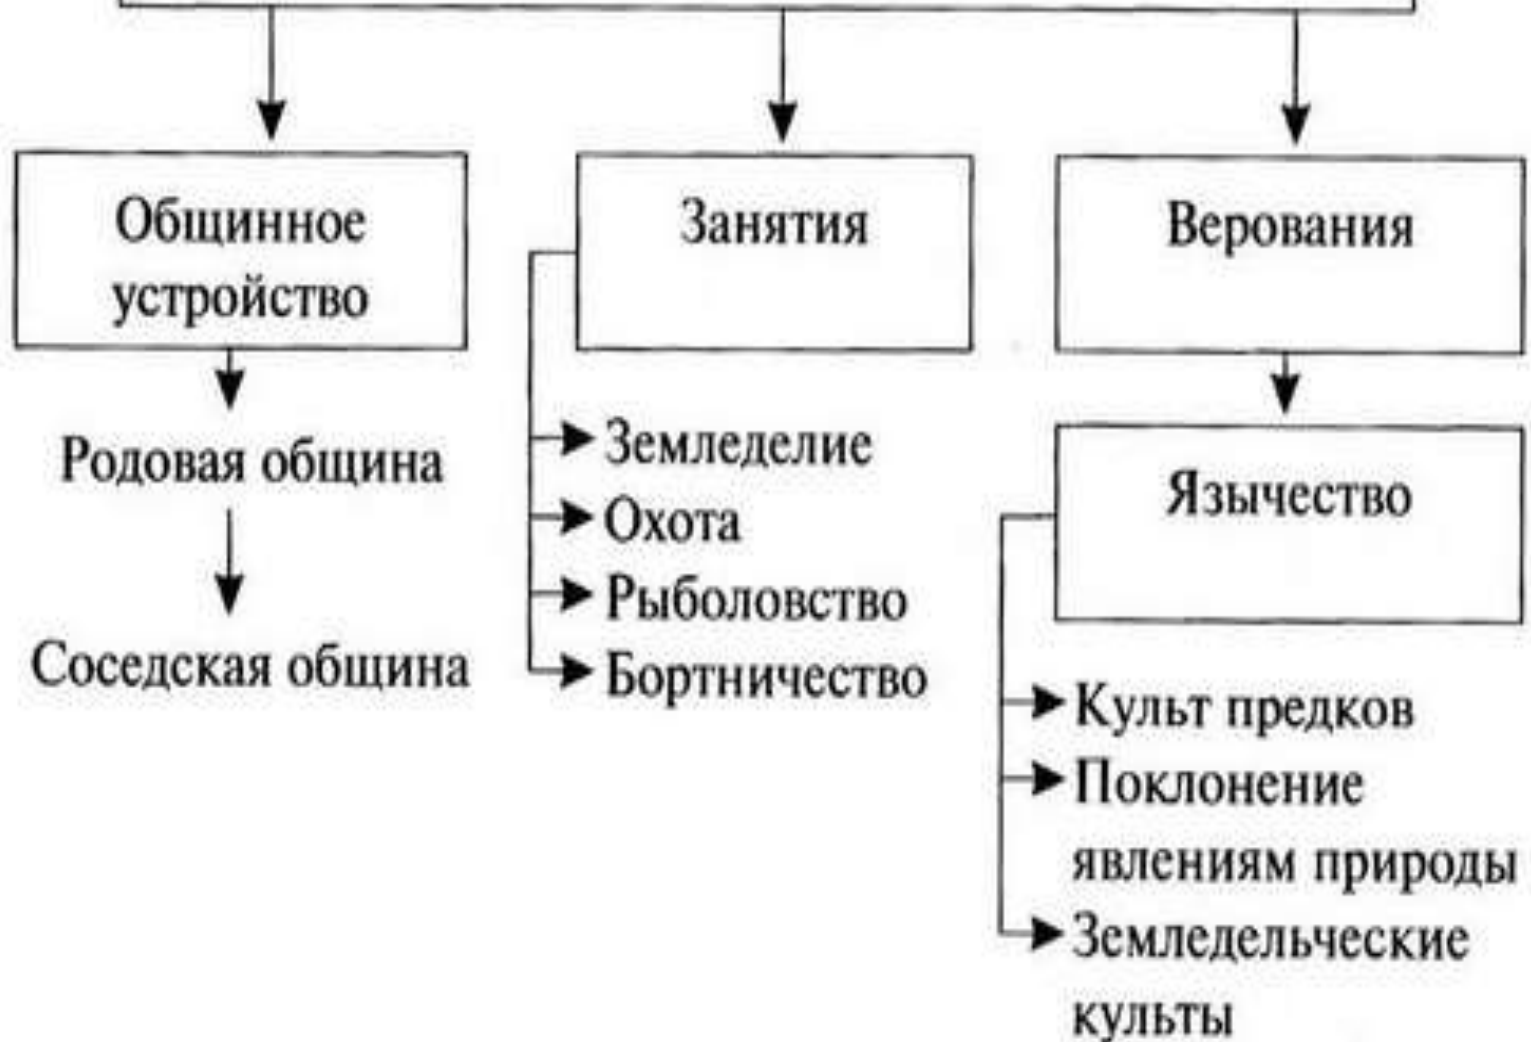 Общинное
устройство
Родовая община
Соседская община
Занятия
Земледелие
Охота
Рыболовство
Бортничество
Верования
Язычество
Культ предков
Поклонение
явлениям природы
Земледельческие
культы